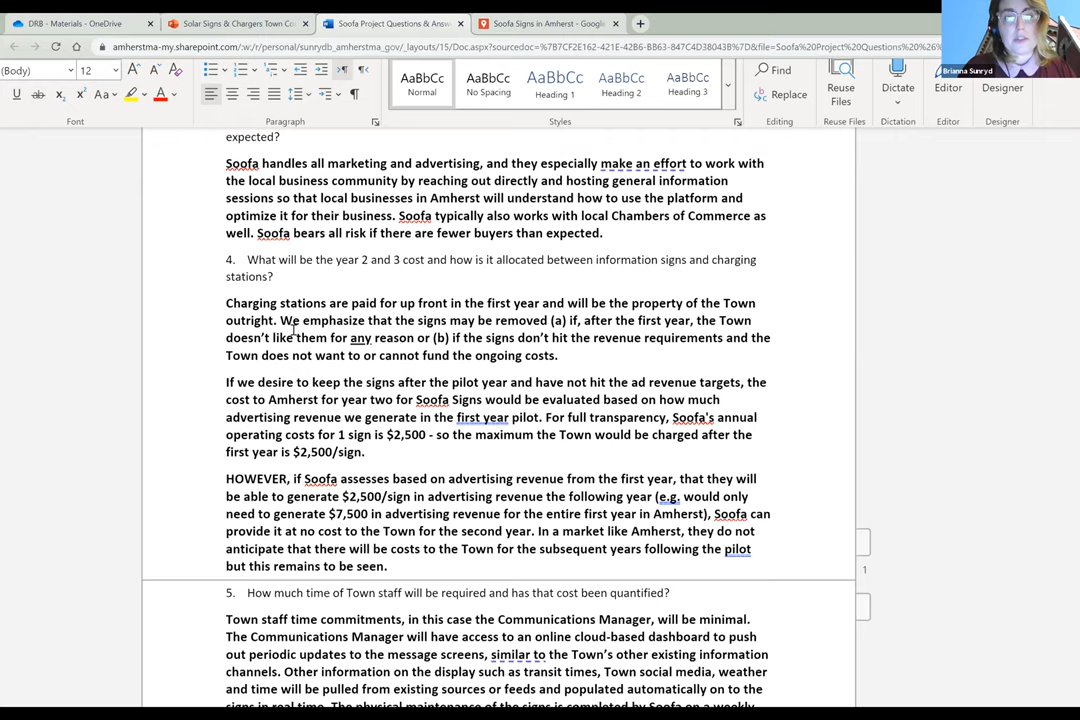 DRB - Materials - OneDrive
Solar Signs & Chargers Town Co
Soofa Project Questions & Answ
Soofa Signs in Amherst - Google
amherstma-my.sharepoint.com/:w:/r/personal/sunrydb_amherstma_gov/_layouts/15/Doc.aspx?sourcedoc=%7B7CF2E162-421E-42B6-BB63-847C4D38043B%7D&file=Soofa%20Project%20Questions%20%26%
Brianna Sunryd
(Body) 12
AaBbCc AaBbCc AaBbCc AaBbCc AaBbCc
Normal No Spacing Heading 1 Heading 2 Heading 3
Find
Replace
Reuse Files
Dictate
Editor
Designer
Font Paragraph Styles Editing Reuse Files Dictation Editor Designer
expected?
Soofa handles all marketing and advertising, and they especially make an effort to work with
the local business community by reaching out directly and hosting general information
sessions so that local businesses in Amherst will understand how to use the platform and
optimize it for their business. Soofa typically also works with local Chambers of Commerce as
well. Soofa bears all risk if there are fewer buyers than expected.
4. What will be the year 2 and 3 cost and how is it allocated between information signs and charging
stations?
Charging stations are paid for up front in the first year and will be the property of the Town
outright. We emphasize that the signs may be removed (a) if, after the first year, the Town
doesn't like them for any reason or (b) if the signs don't hit the revenue requirements and the
Town does not want to or cannot fund the ongoing costs.
If we desire to keep the signs after the pilot year and have not hit the ad revenue targets, the
cost to Amherst for year two for Soofa Signs would be evaluated based on how much
advertising revenue we generate in the first year pilot. For full transparency, Soofa's annual
operating costs for 1 sign is $2,500 - so the maximum the Town would be charged after the
first year is $2,500/sign.
HOWEVER, if Soofa assesses based on advertising revenue from the first year, that they will
be able to generate $2,500/sign in advertising revenue the following year (e.g. would only
need to generate $7,500 in advertising revenue for the entire first year in Amherst), Soofa can
provide it at no cost to the Town for the second year. In a market like Amherst, they do not
anticipate that there will be costs to the Town for the subsequent years following the pilot
but this remains to be seen.
1
5. How much time of Town staff will be required and has that cost been quantified?
Town staff time commitments, in this case the Communications Manager, will be minimal.
The Communications Manager will have access to an online cloud-based dashboard to push
out periodic updates to the message screens, similar to the Town's other existing information
channels. Other information on the display such as transit times, Town social media, weather
and time will be pulled from existing sources or feeds and populated automatically on to the
signs in real time. The physical maintenance of the signs is completed by Soofa on a weekly